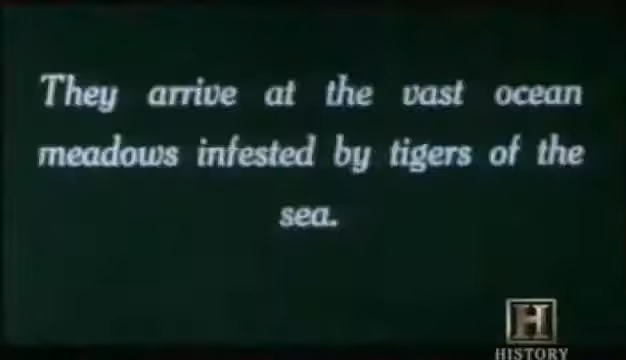 They arrive at the vast ocean
meadows infested by tigers of the
sea.
H
HISTORY